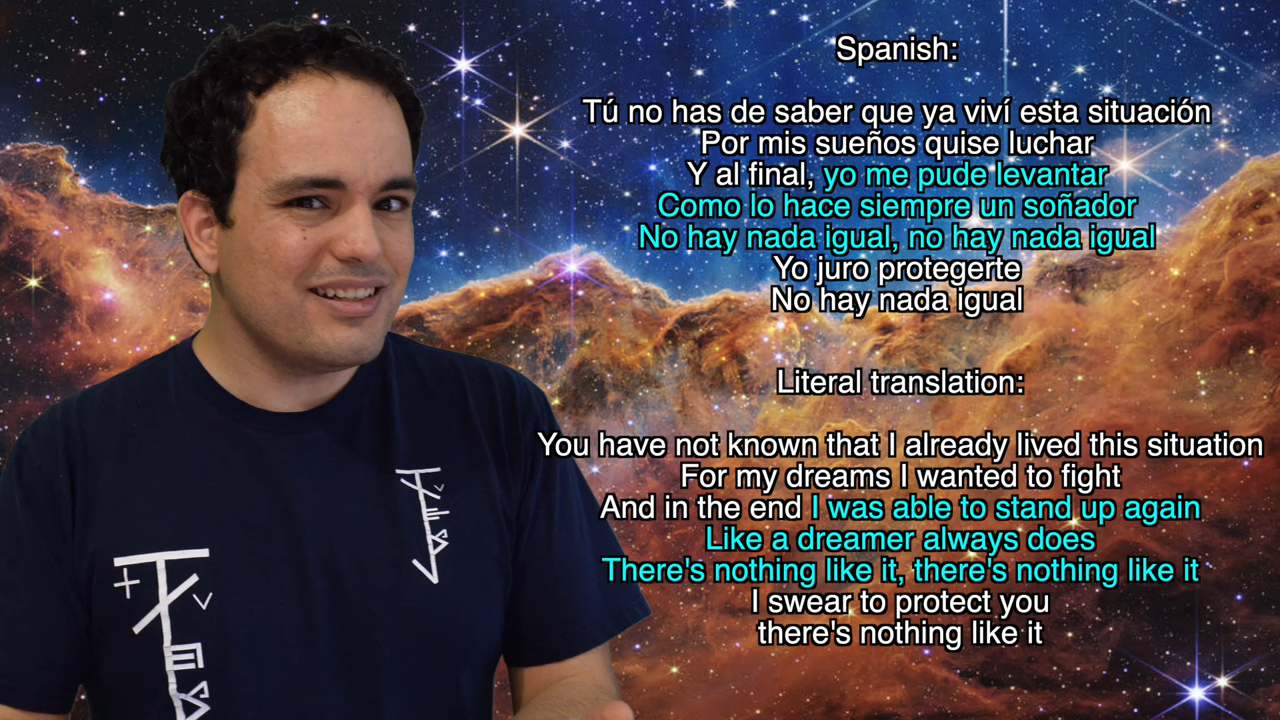 Spanish:
Tú no has de saber que ya viví esta situación
Por mis sueños quise luchar
Y al final, yo me pude levantar
Como lo hace siempre un soñador
No hay nada igual, no hay nada igual
Yo juro protegerte
No hay nada igual
Literal translation:
You have not known that I already lived this situation
For my dreams I wanted to fight
And in the end I was able to stand up again
Like a dreamer always does
There's nothing like it, there's nothing like it
I swear to protect you
there's nothing like it